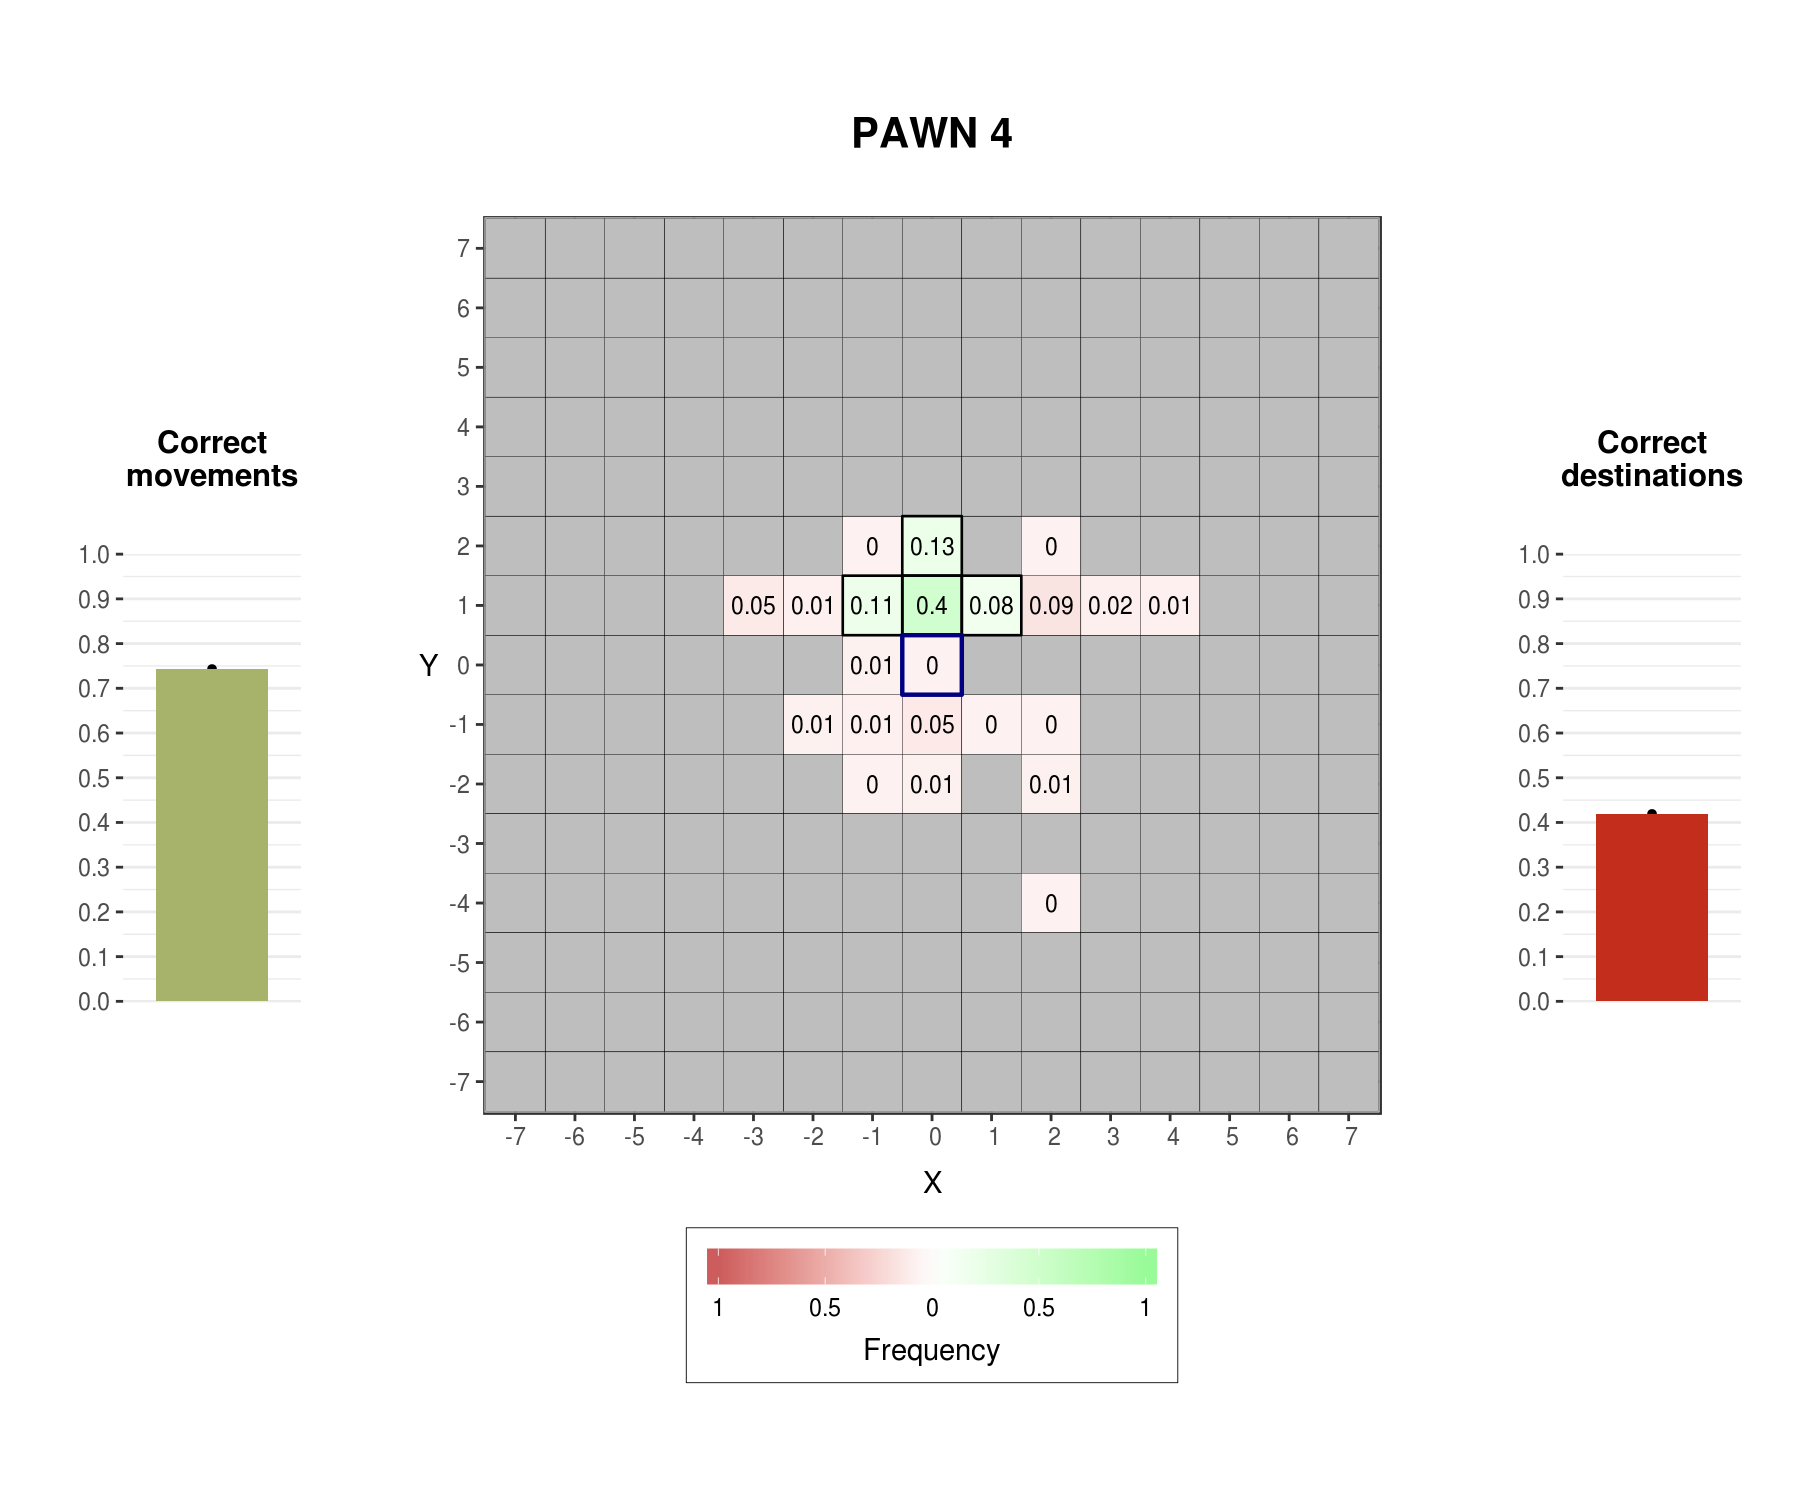 PAWN 4
Correct
movements
1.0
0.9
0.8
0.7
0.6
0.5
0.4
0.3
0.2
0.1
0.0
Y
7
6
5
4
3
2 0 0.13 0
1 0.05 0.01 0.11 0.4 0.08 0.09 0.02 0.01
0 0.01 0
-1 0.01 0.01 0.05 0 0
-2 0 0.01 0.01
-3
-4 0
-5
-6
-7
-7 -6 -5 -4 -3 -2 -1 0 1 2 3 4 5 6 7
X
1 0.5 0 0.5 1
Frequency
Correct
destinations
1.0
0.9
0.8
0.7
0.6
0.5
0.4
0.3
0.2
0.1
0.0